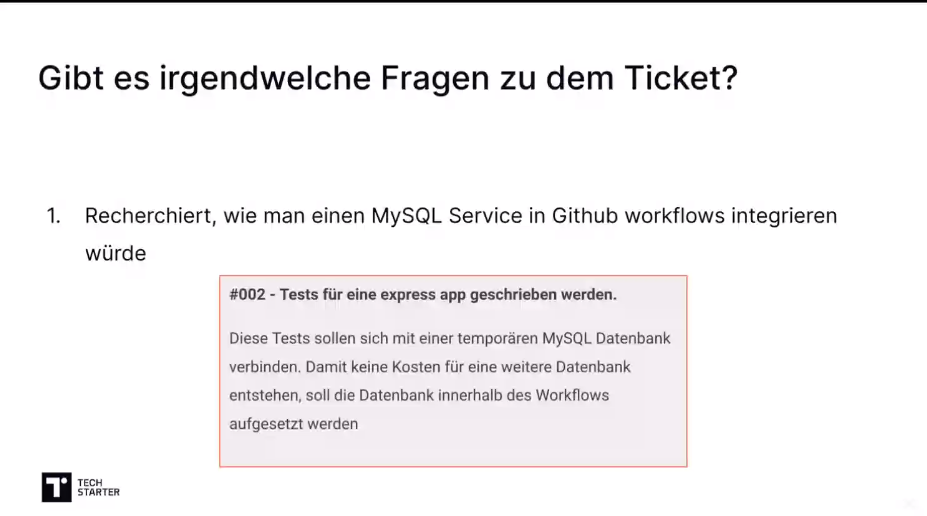 Gibt es irgendwelche Fragen zu dem Ticket?
1. Recherchiert, wie man einen MySQL Service in Github workflows integrieren
würde
#002 - Tests für eine express app geschrieben werden.
Diese Tests sollen sich mit einer temporären MySQL Datenbank
verbinden. Damit keine Kosten für eine weitere Datenbank
entstehen, soll die Datenbank innerhalb des Workflows
aufgesetzt werden
TECH
STARTER